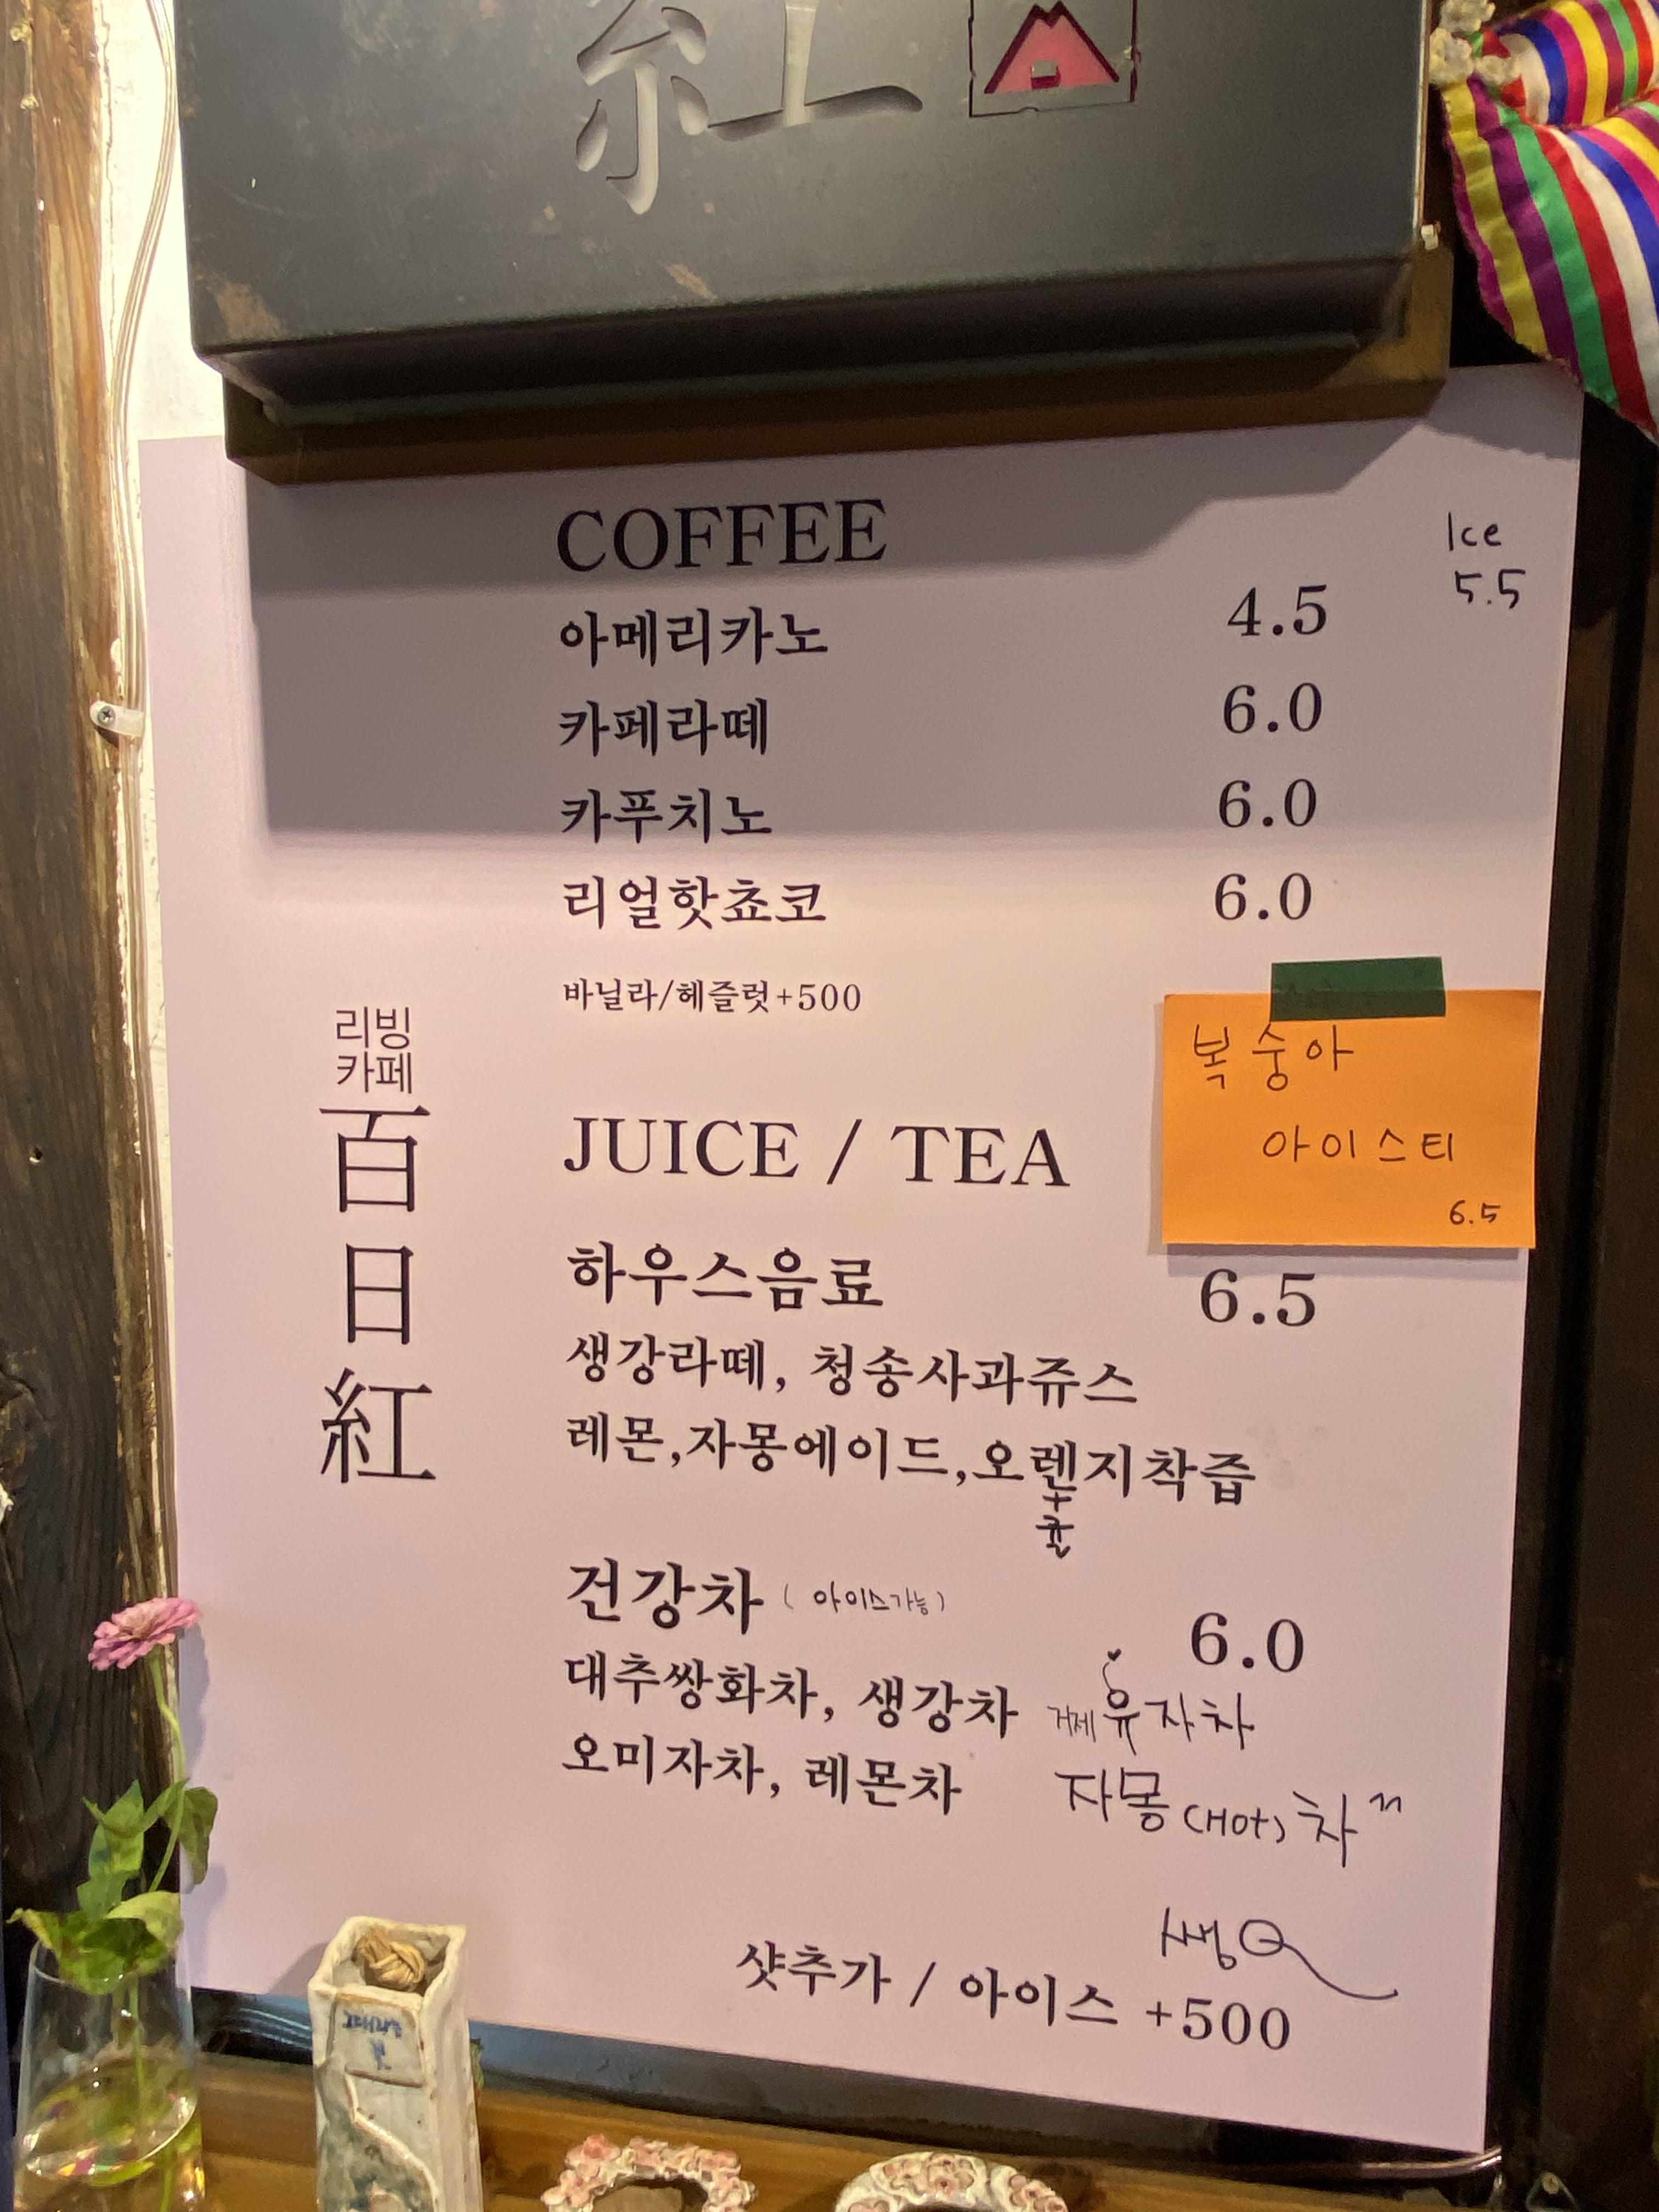 紅
COFFEE
Ice
아메리카노 4.5 5.5
카페라떼 6.0
카푸치노 6.0
리얼핫쵸코 6.0
바닐라/헤즐럿+500
복숭아
아이스티
6.5
리빙
카페
百
日
紅
JUICE / TEA
하우스음료 6.5
생강라떼, 청송사과쥬스
레몬,자몽에이드,오렌지착즙
+
귤
건강차 (아이스가능) 6.0
대추쌍화차, 생강차 거제유자차
오미자차, 레몬차 자몽(Hot)차
쌩Q
샷추가 / 아이스 +500